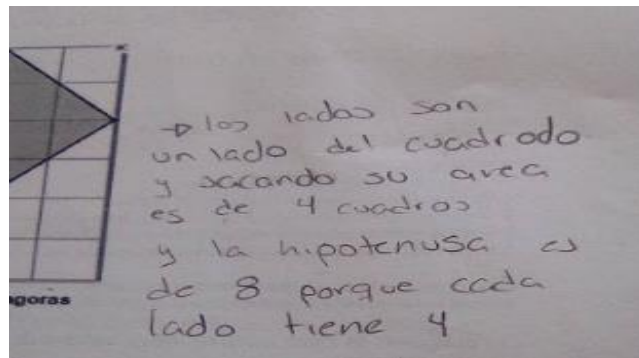 → los lados son
un lado del cuadrodo
y sacando su area
es de 4 cuadros
y la hipotenusa es
de 8 porque cada
lado tiene 4
agoras